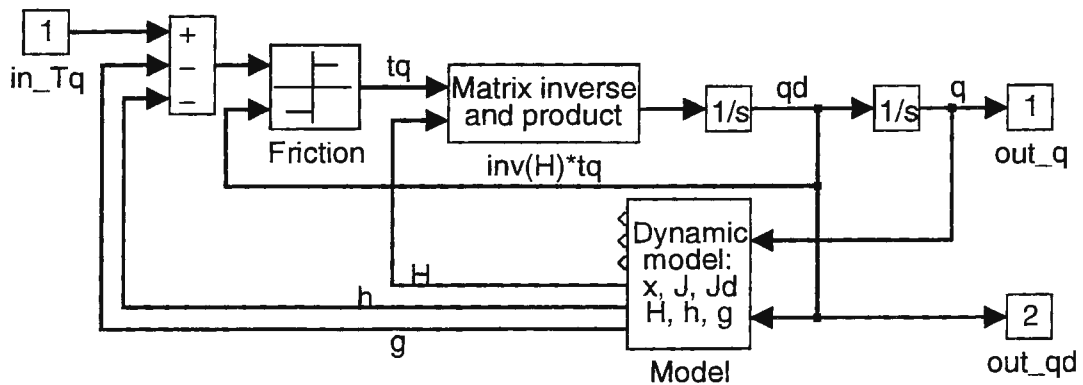 1
in_Tq
+
−
−
Friction
tq
Matrix inverse
and product
inv(H)*tq
1/s
qd
1/s
q
1
out_q
Dynamic
model:
x, J, Jd
H, h, g
Model
H
h
g
2
out_qd